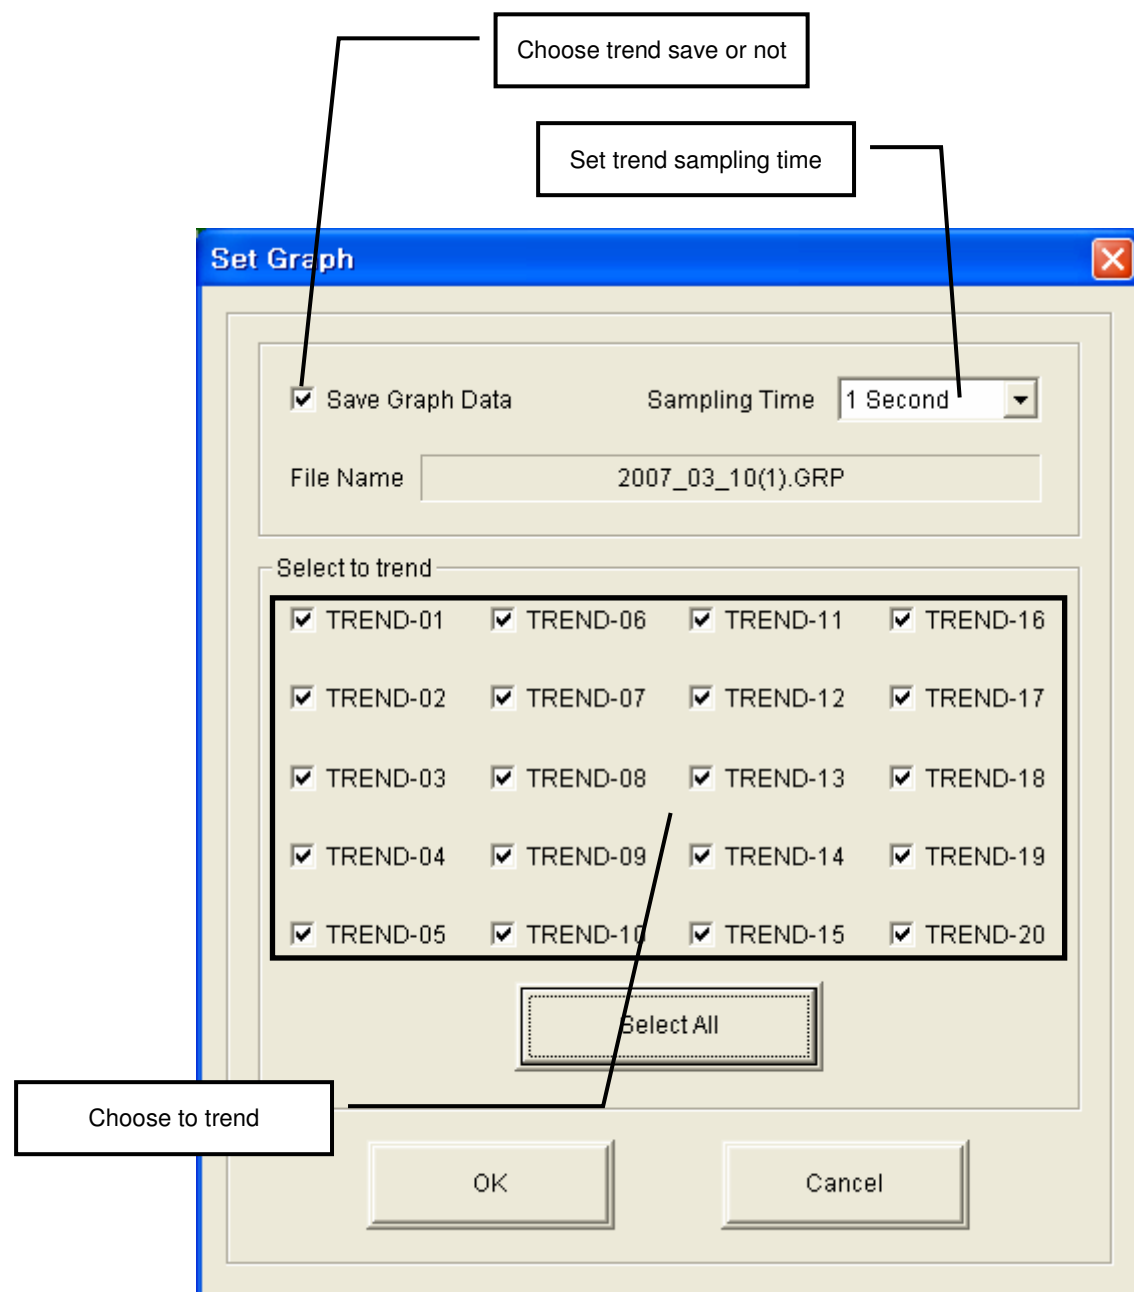 Choose trend save or not
Set trend sampling time
Set Graph
Save Graph Data Sampling Time 1 Second
File Name 2007_03_10(1).GRP
Select to trend
TREND-01 TREND-06 TREND-11 TREND-16
TREND-02 TREND-07 TREND-12 TREND-17
TREND-03 TREND-08 TREND-13 TREND-18
TREND-04 TREND-09 TREND-14 TREND-19
TREND-05 TREND-10 TREND-15 TREND-20
Select All
Choose to trend
OK Cancel